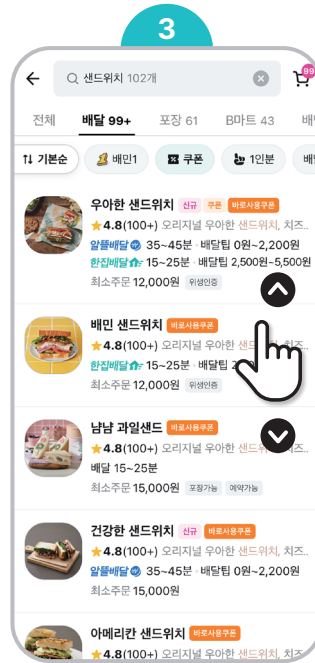 3
샌드위치 102개
99
전체 배달 99+ 포장 61 B마트 43
기본순 배민1 쿠폰 1인분
우아한 샌드위치 신규 쿠폰 바로사용쿠폰
4.8(100+) 오리지널 우아한 샌드위치, 치즈..
알뜰배달 35~45분 · 배달팁 0원~2,200원
한집배달 15~25분 · 배달팁 2,500원~5,500원
최소주문 12,000원 위생인증
배민 샌드위치 바로사용쿠폰
4.8(100+) 오리지널 우아한 샌드 치즈..
한집배달 15~25분 · 배달팁
최소주문 12,000원 위생인증
냠냠 과일샌드 바로사용쿠폰
4.8(100+) 오리지널 우아한 샌드위치, 치즈..
배달 15~25분
최소주문 15,000원 포장가능 예약가능
건강한 샌드위치 신규 바로사용쿠폰
4.8(100+) 오리지널 우아한 샌드위치, 치즈..
알뜰배달 35~45분 · 배달팁 0원~2,200원
최소주문 15,000원
아메리칸 샌드위치 바로사용쿠폰
4.8(100+) 오리지널 우아한 샌드위치, 치즈..